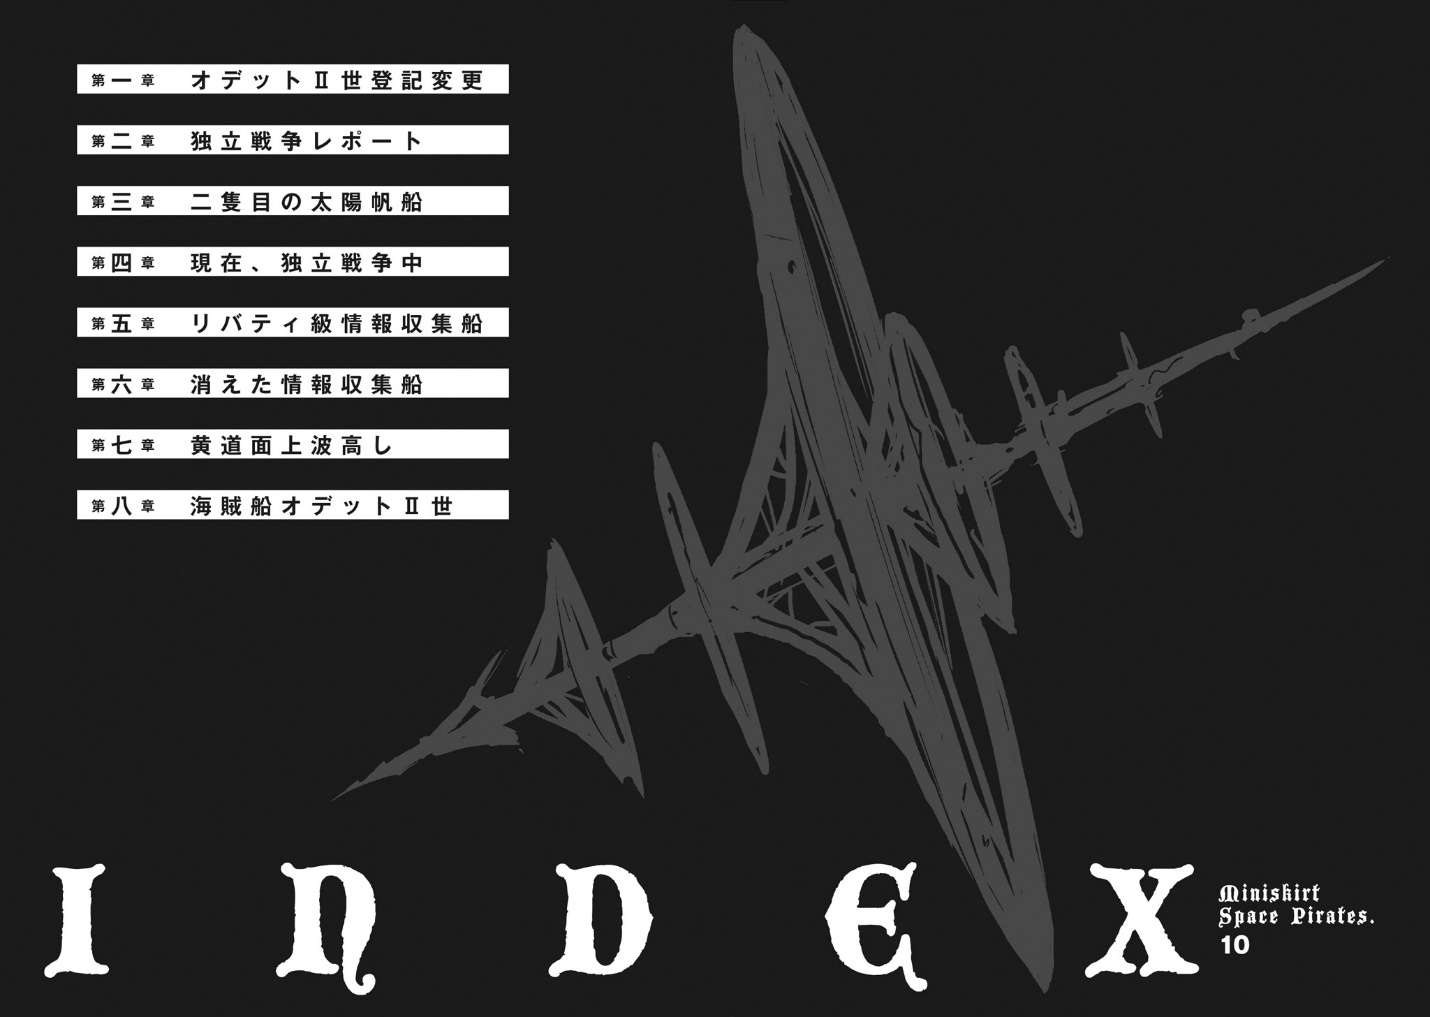 第一章 オデットⅡ世登記変更
第二章 独立戦争レポート
第三章 二隻目の太陽帆船
第四章 現在、独立戦争中
第五章 リバティ級情報収集船
第六章 消えた情報収集船
第七章 黄道面上波高し
第八章 海賊船オデットⅡ世
INDEX
Miniskirt
Space Pirates.
10